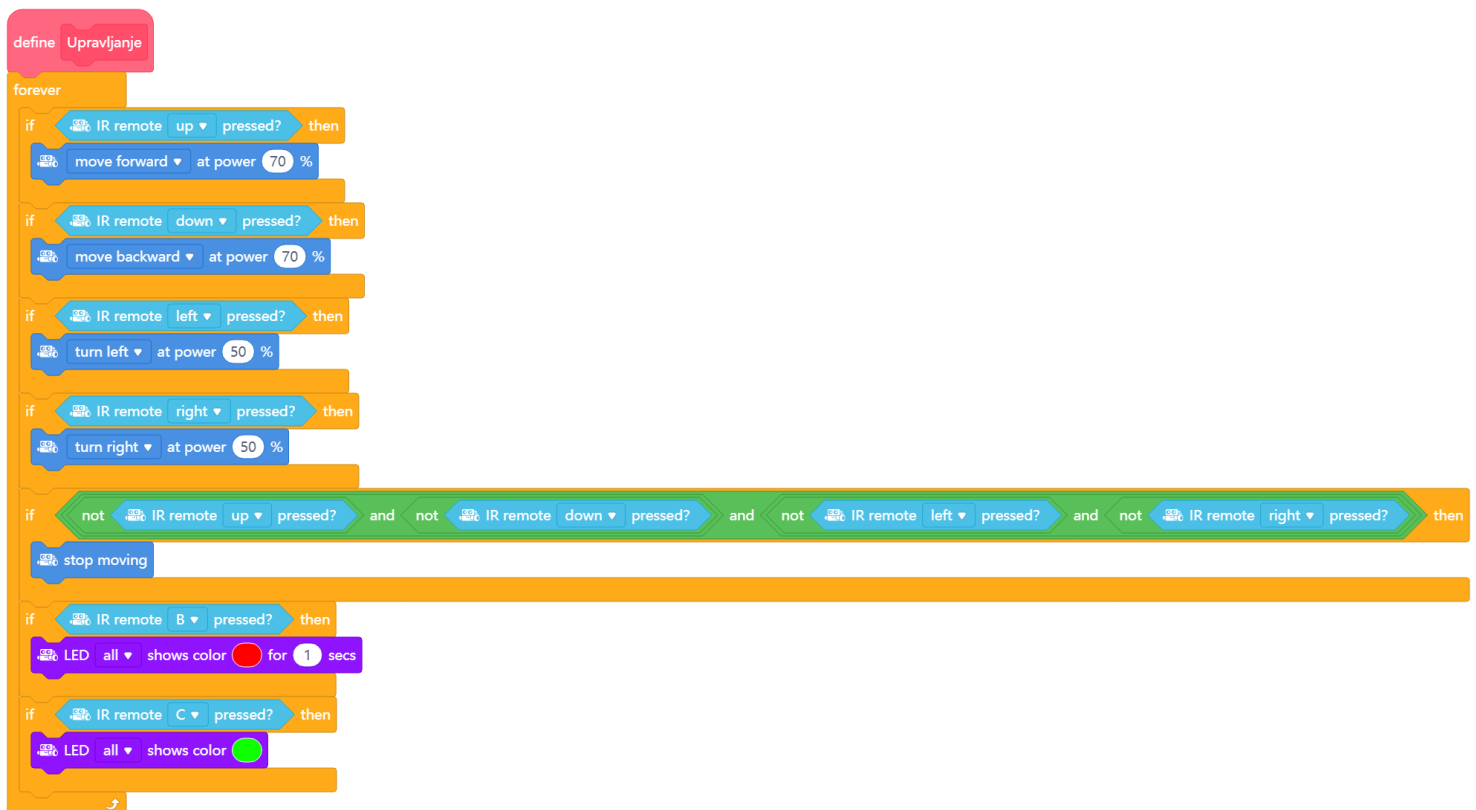 define Upravljanje
forever
if IR remote up pressed? then
move forward at power 70 %
if IR remote down pressed? then
move backward at power 70 %
if IR remote left pressed? then
turn left at power 50 %
if IR remote right pressed? then
turn right at power 50 %
if not IR remote up pressed? and not IR remote down pressed? and not IR remote left pressed? and not IR remote right pressed? then
stop moving
if IR remote B pressed? then
LED all shows color for 1 secs
if IR remote C pressed? then
LED all shows color